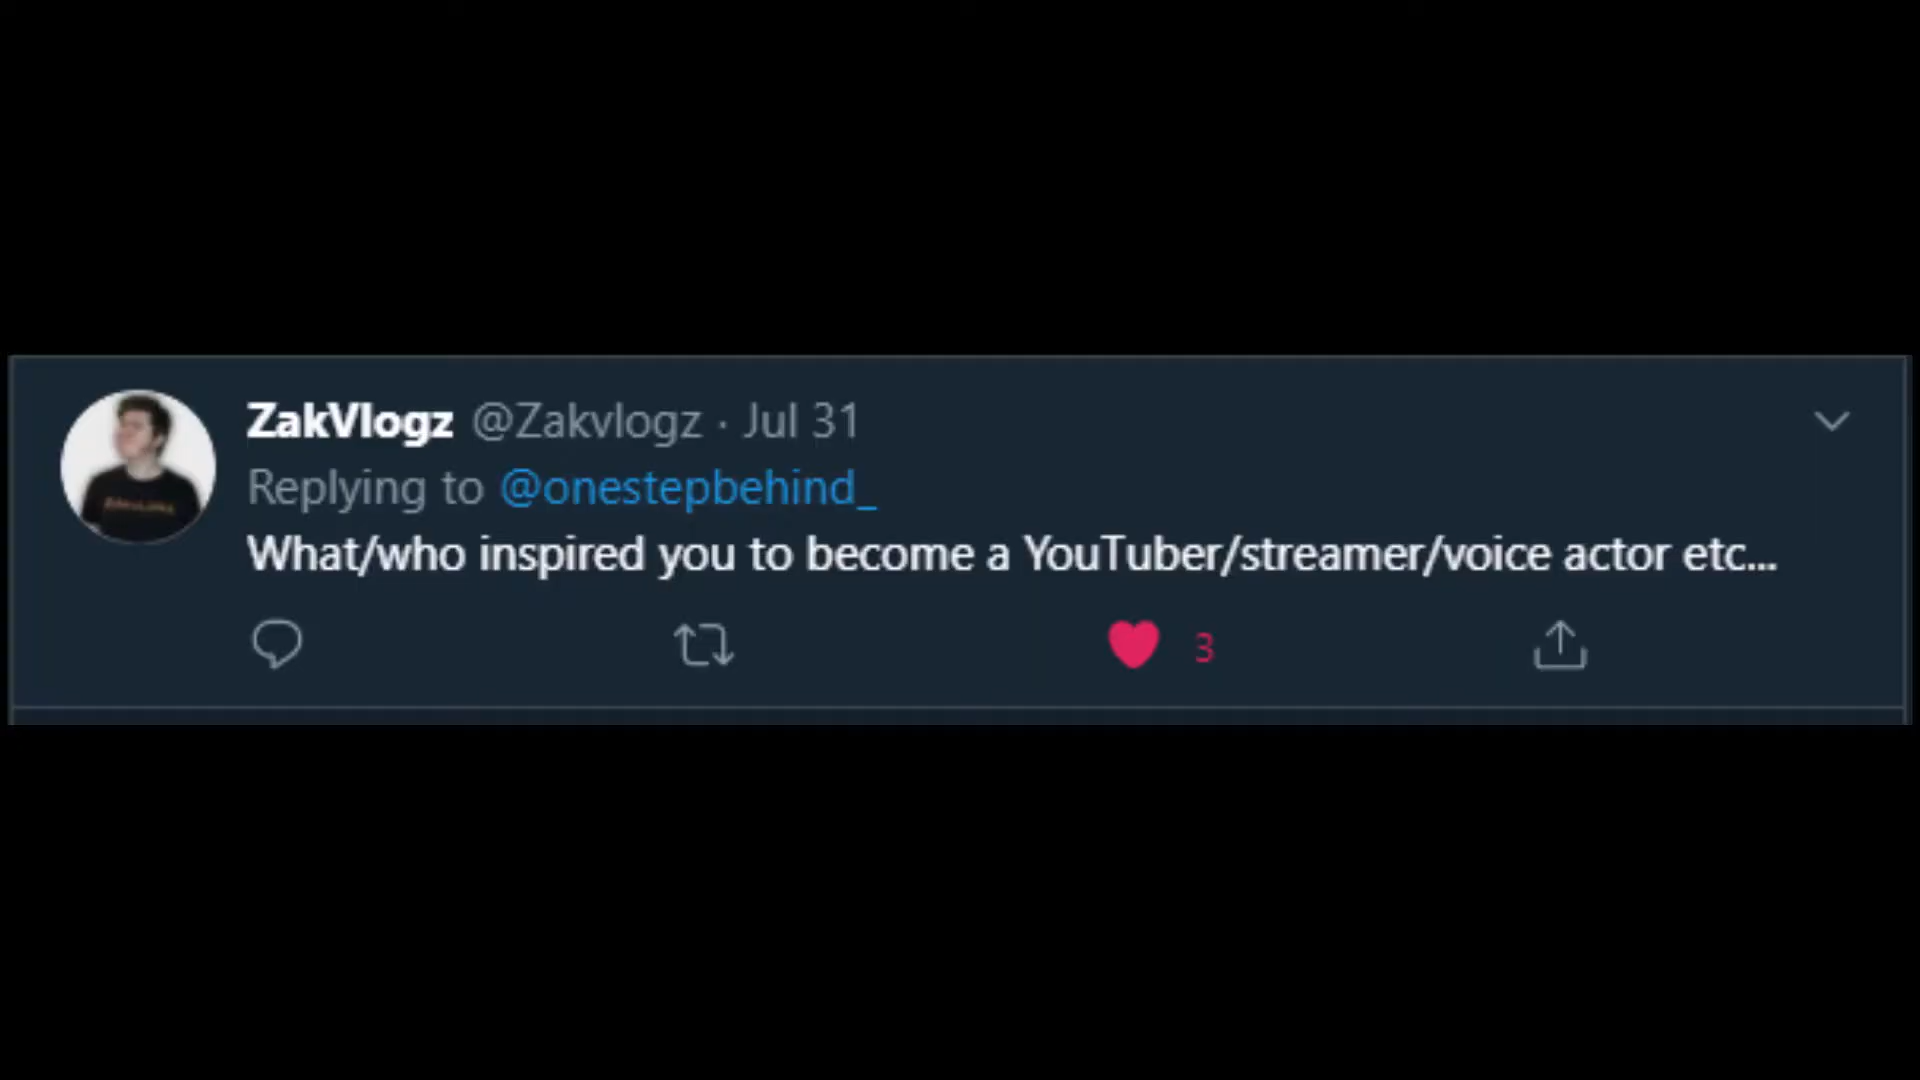 ZakVlogz @Zakvlogz · Jul 31
Replying to @onestepbehind_
What/who inspired you to become a YouTuber/streamer/voice actor etc...
3